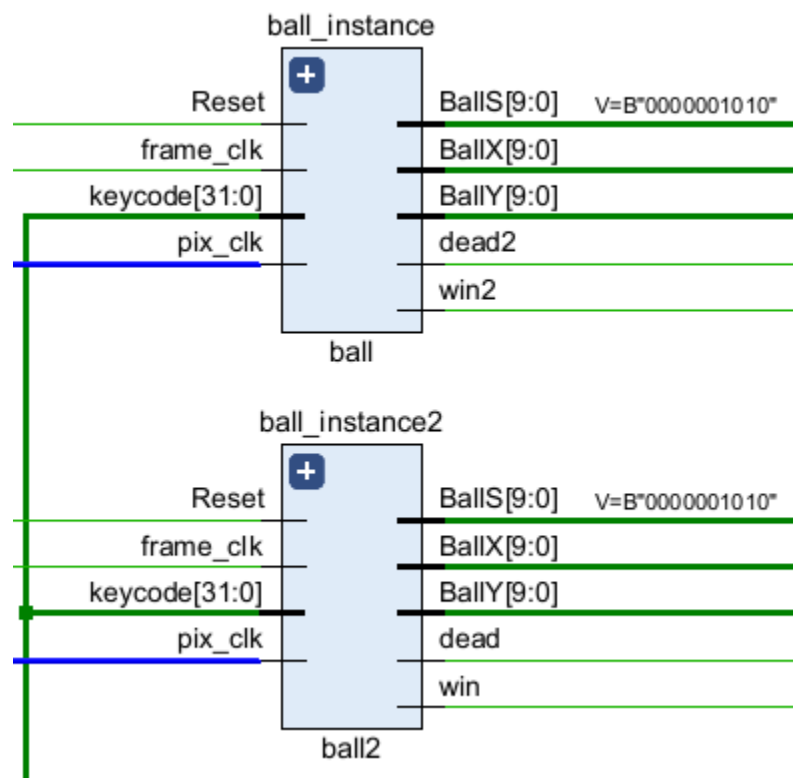 ball_instance
+
Reset
BallS[9:0] V=B"0000001010"
frame_clk
BallX[9:0]
keycode[31:0]
BallY[9:0]
pix_clk
dead2
win2
ball
ball_instance2
+
Reset
BallS[9:0] V=B"0000001010"
frame_clk
BallX[9:0]
keycode[31:0]
BallY[9:0]
pix_clk
dead
win
ball2